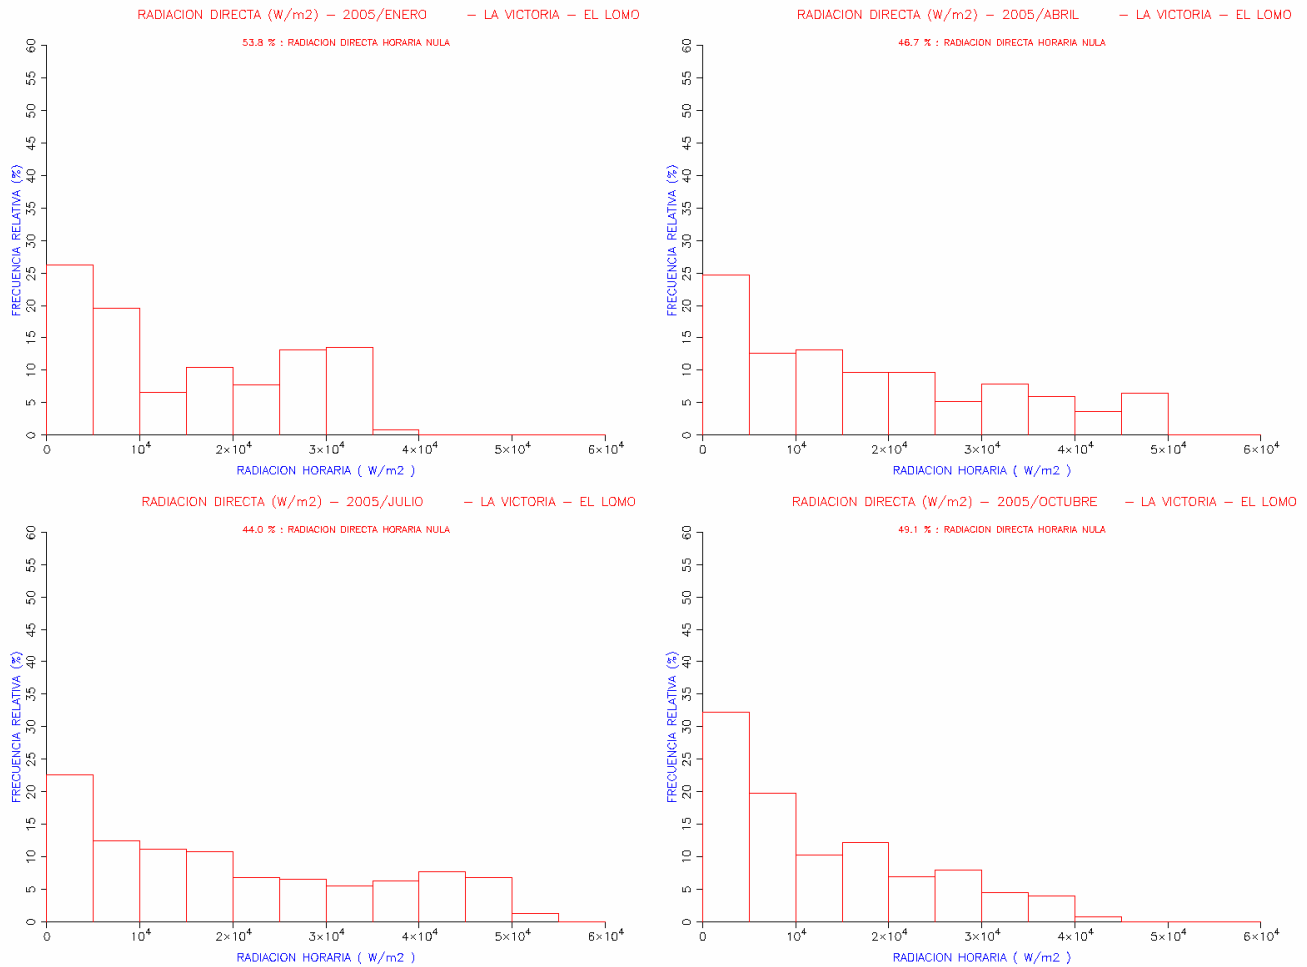 RADIACION DIRECTA (W/m2) – 2005/ENERO – LA VICTORIA – EL LOMO
53.8 % : RADIACION DIRECTA HORARIA NULA
FRECUENCIA RELATIVA (%)
60
55
50
45
40
35
30
25
20
15
10
5
0
0 10⁴ 2×10⁴ 3×10⁴ 4×10⁴ 5×10⁴ 6×10⁴
RADIACION HORARIA ( W/m2 )
RADIACION DIRECTA (W/m2) – 2005/ABRIL – LA VICTORIA – EL LOMO
46.7 % : RADIACION DIRECTA HORARIA NULA
FRECUENCIA RELATIVA (%)
60
55
50
45
40
35
30
25
20
15
10
5
0
0 10⁴ 2×10⁴ 3×10⁴ 4×10⁴ 5×10⁴ 6×10⁴
RADIACION HORARIA ( W/m2 )
RADIACION DIRECTA (W/m2) – 2005/JULIO – LA VICTORIA – EL LOMO
44.0 % : RADIACION DIRECTA HORARIA NULA
FRECUENCIA RELATIVA (%)
60
55
50
45
40
35
30
25
20
15
10
5
0
0 10⁴ 2×10⁴ 3×10⁴ 4×10⁴ 5×10⁴ 6×10⁴
RADIACION HORARIA ( W/m2 )
RADIACION DIRECTA (W/m2) – 2005/OCTUBRE – LA VICTORIA – EL LOMO
49.1 % : RADIACION DIRECTA HORARIA NULA
FRECUENCIA RELATIVA (%)
60
55
50
45
40
35
30
25
20
15
10
5
0
0 10⁴ 2×10⁴ 3×10⁴ 4×10⁴ 5×10⁴ 6×10⁴
RADIACION HORARIA ( W/m2 )